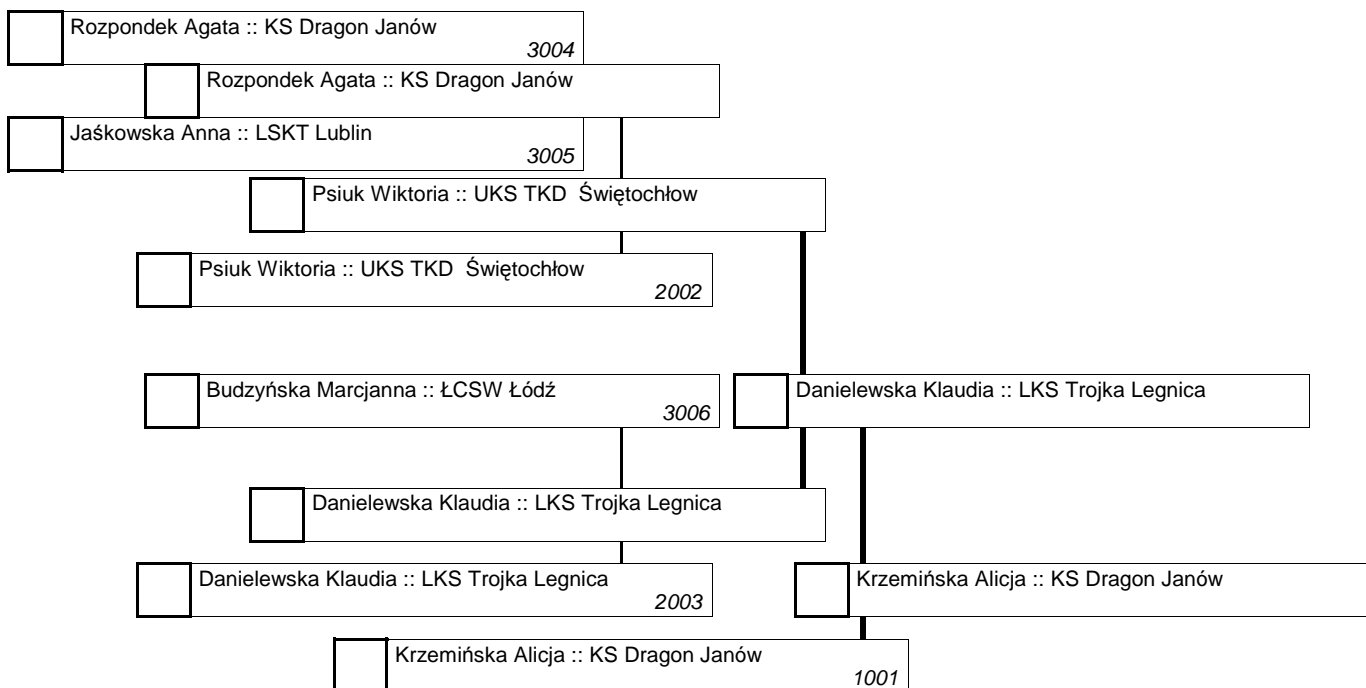 Rozpondek Agata :: KS Dragon Janów
3004
Rozpondek Agata :: KS Dragon Janów
Jaśkowska Anna :: LSKT Lublin
3005
Psiuk Wiktoria :: UKS TKD  Świętochłow
Psiuk Wiktoria :: UKS TKD  Świętochłow
2002
Budzyńska Marcjanna :: ŁCSW Łódź
3006
Danielewska Klaudia :: LKS Trojka Legnica
Danielewska Klaudia :: LKS Trojka Legnica
Danielewska Klaudia :: LKS Trojka Legnica
2003
Krzemińska Alicja :: KS Dragon Janów
Krzemińska Alicja :: KS Dragon Janów
1001